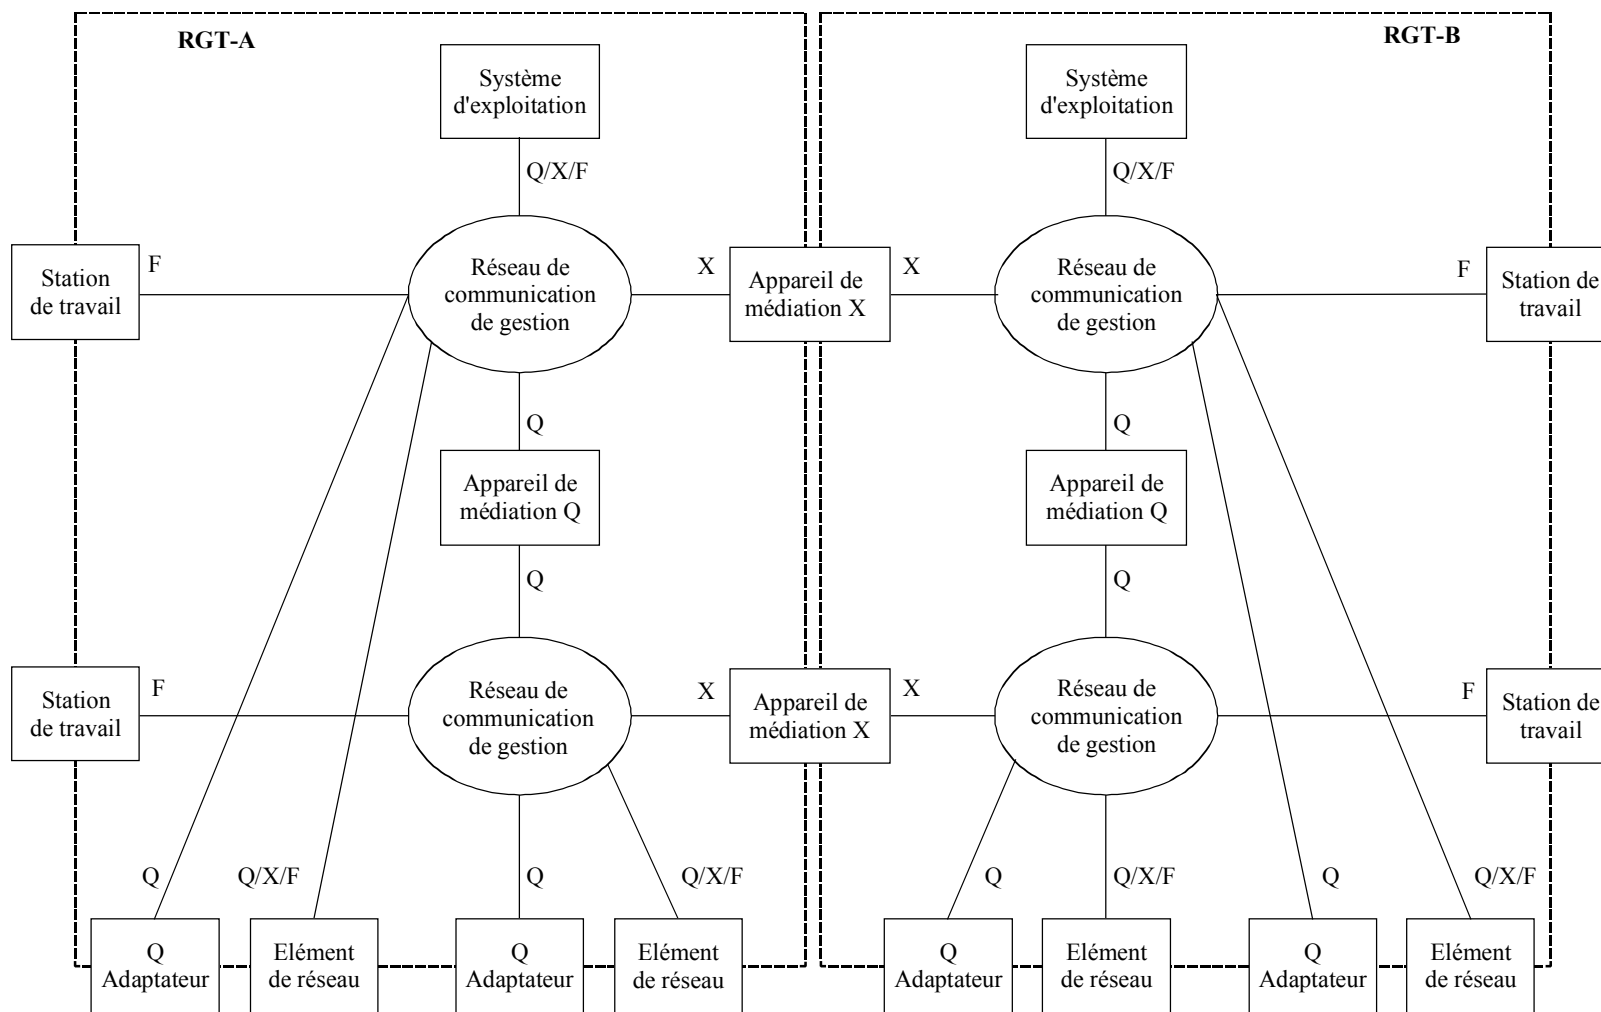 RGT-A
RGT-B
Système
d'exploitation
Système
d'exploitation
Q/X/F
Q/X/F
Station
de travail
F
Réseau de
communication
de gestion
X
Appareil de
médiation X
X
Réseau de
communication
de gestion
F
Station de
travail
Q
Q
Appareil de
médiation Q
Appareil de
médiation Q
Q
Q
Station
de travail
F
Réseau de
communication
de gestion
X
Appareil de
médiation X
X
Réseau de
communication
de gestion
F
Station de
travail
Q
Q/X/F
Q
Q/X/F
Q
Q/X/F
Q
Q/X/F
Q
Adaptateur
Elément
de réseau
Q
Adaptateur
Elément
de réseau
Q
Adaptateur
Elément
de réseau
Q
Adaptateur
Elément
de réseau